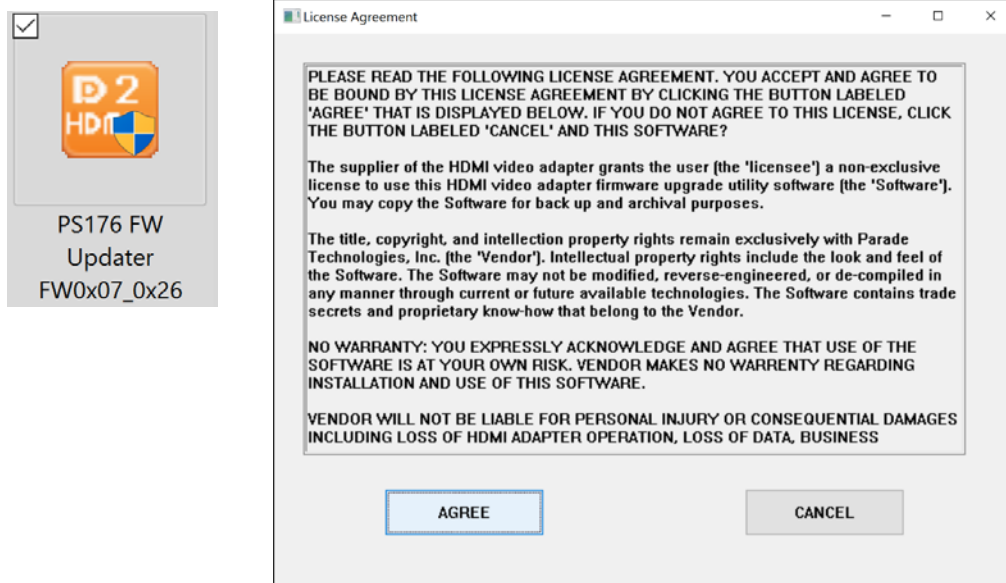 D 2
HDM
PS176 FW
Updater
FW0x07_0x26
License Agreement
PLEASE READ THE FOLLOWING LICENSE AGREEMENT. YOU ACCEPT AND AGREE TO
BE BOUND BY THIS LICENSE AGREEMENT BY CLICKING THE BUTTON LABELED
'AGREE' THAT IS DISPLAYED BELOW. IF YOU DO NOT AGREE TO THIS LICENSE, CLICK
THE BUTTON LABELED 'CANCEL' AND THIS SOFTWARE?
The supplier of the HDMI video adapter grants the user (the 'licensee') a non-exclusive
license to use this HDMI video adapter firmware upgrade utility software (the 'Software').
You may copy the Software for back up and archival purposes.
The title, copyright, and intellection property rights remain exclusively with Parade
Technologies, Inc. (the 'Vendor'). Intellectual property rights include the look and feel of
the Software. The Software may not be modified, reverse-engineered, or de-compiled in
any manner through current or future available technologies. The Software contains trade
secrets and proprietary know-how that belong to the Vendor.
NO WARRANTY: YOU EXPRESSLY ACKNOWLEDGE AND AGREE THAT USE OF THE
SOFTWARE IS AT YOUR OWN RISK. VENDOR MAKES NO WARRENTY REGARDING
INSTALLATION AND USE OF THIS SOFTWARE.
VENDOR WILL NOT BE LIABLE FOR PERSONAL INJURY OR CONSEQUENTIAL DAMAGES
INCLUDING LOSS OF HDMI ADAPTER OPERATION, LOSS OF DATA, BUSINESS
AGREE
CANCEL